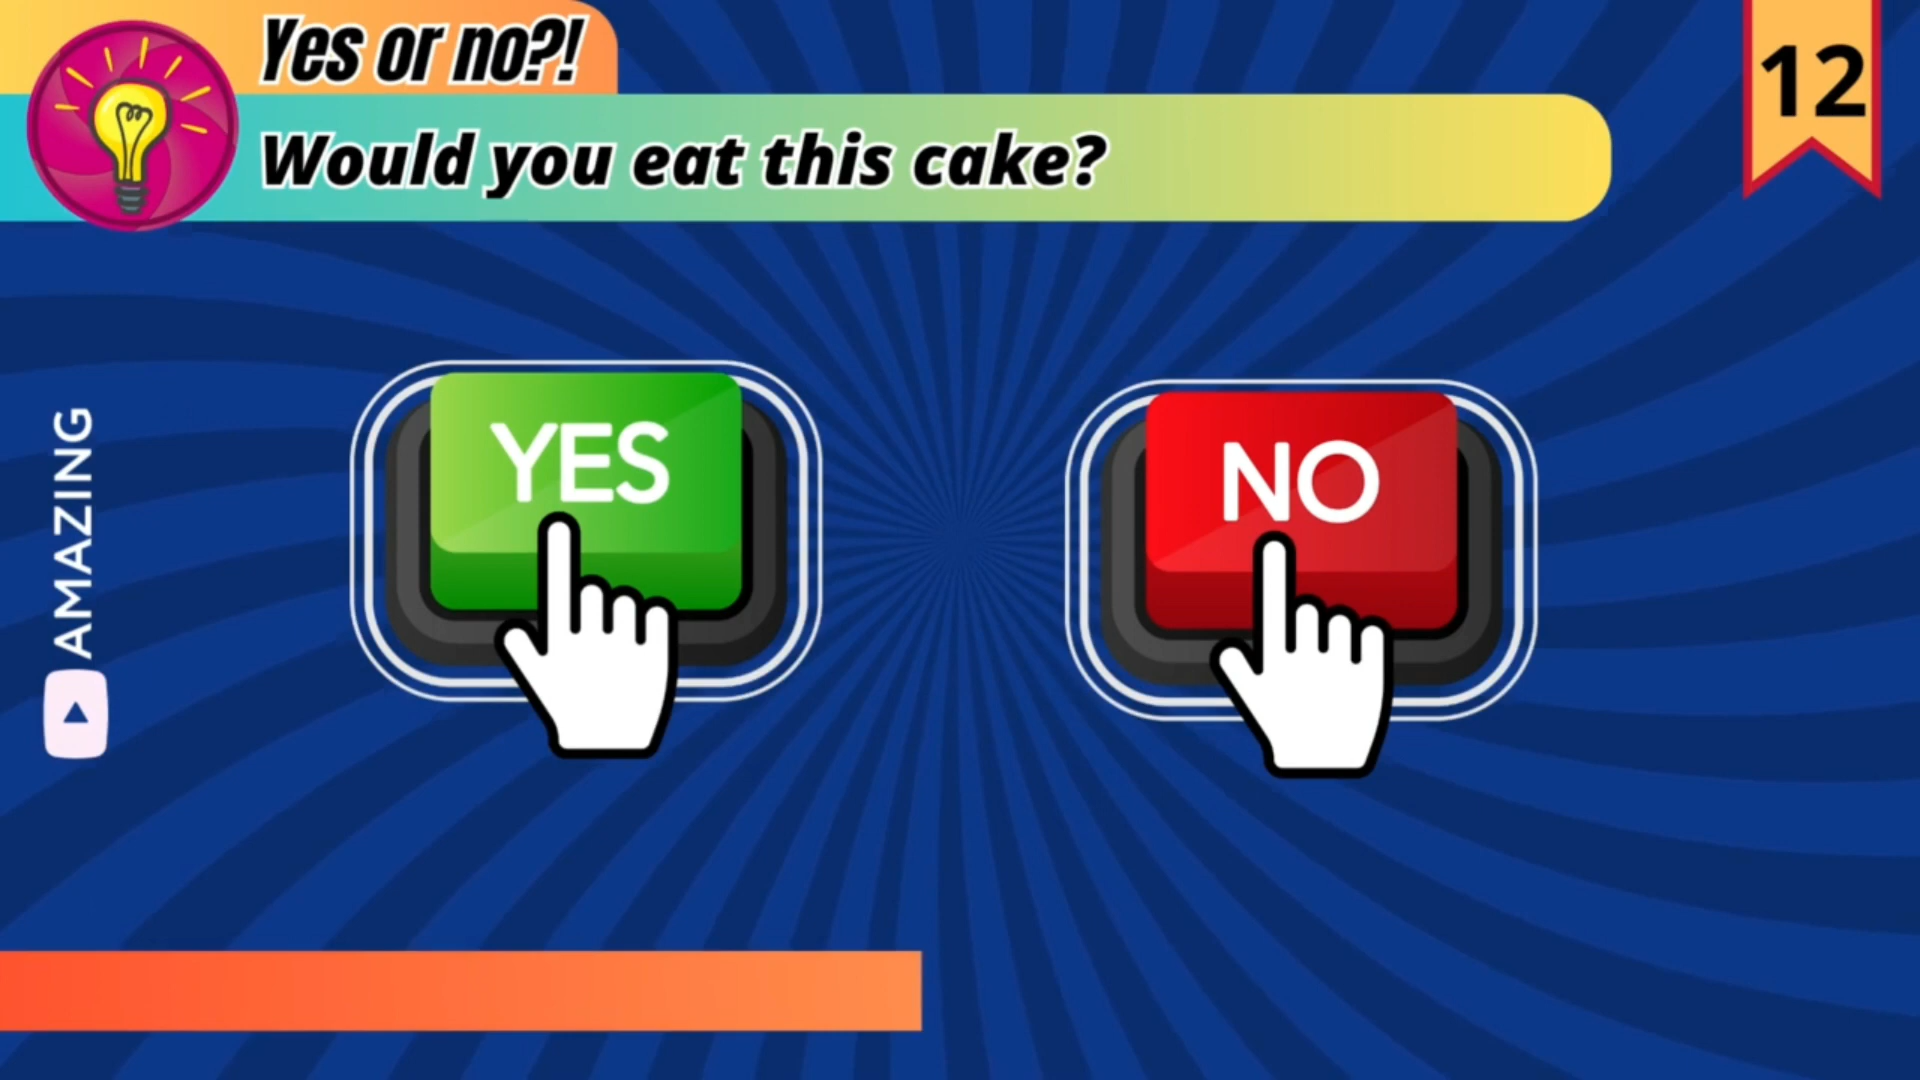 Yes or no?!
12
Would you eat this cake?
YES
NO
AMAZING